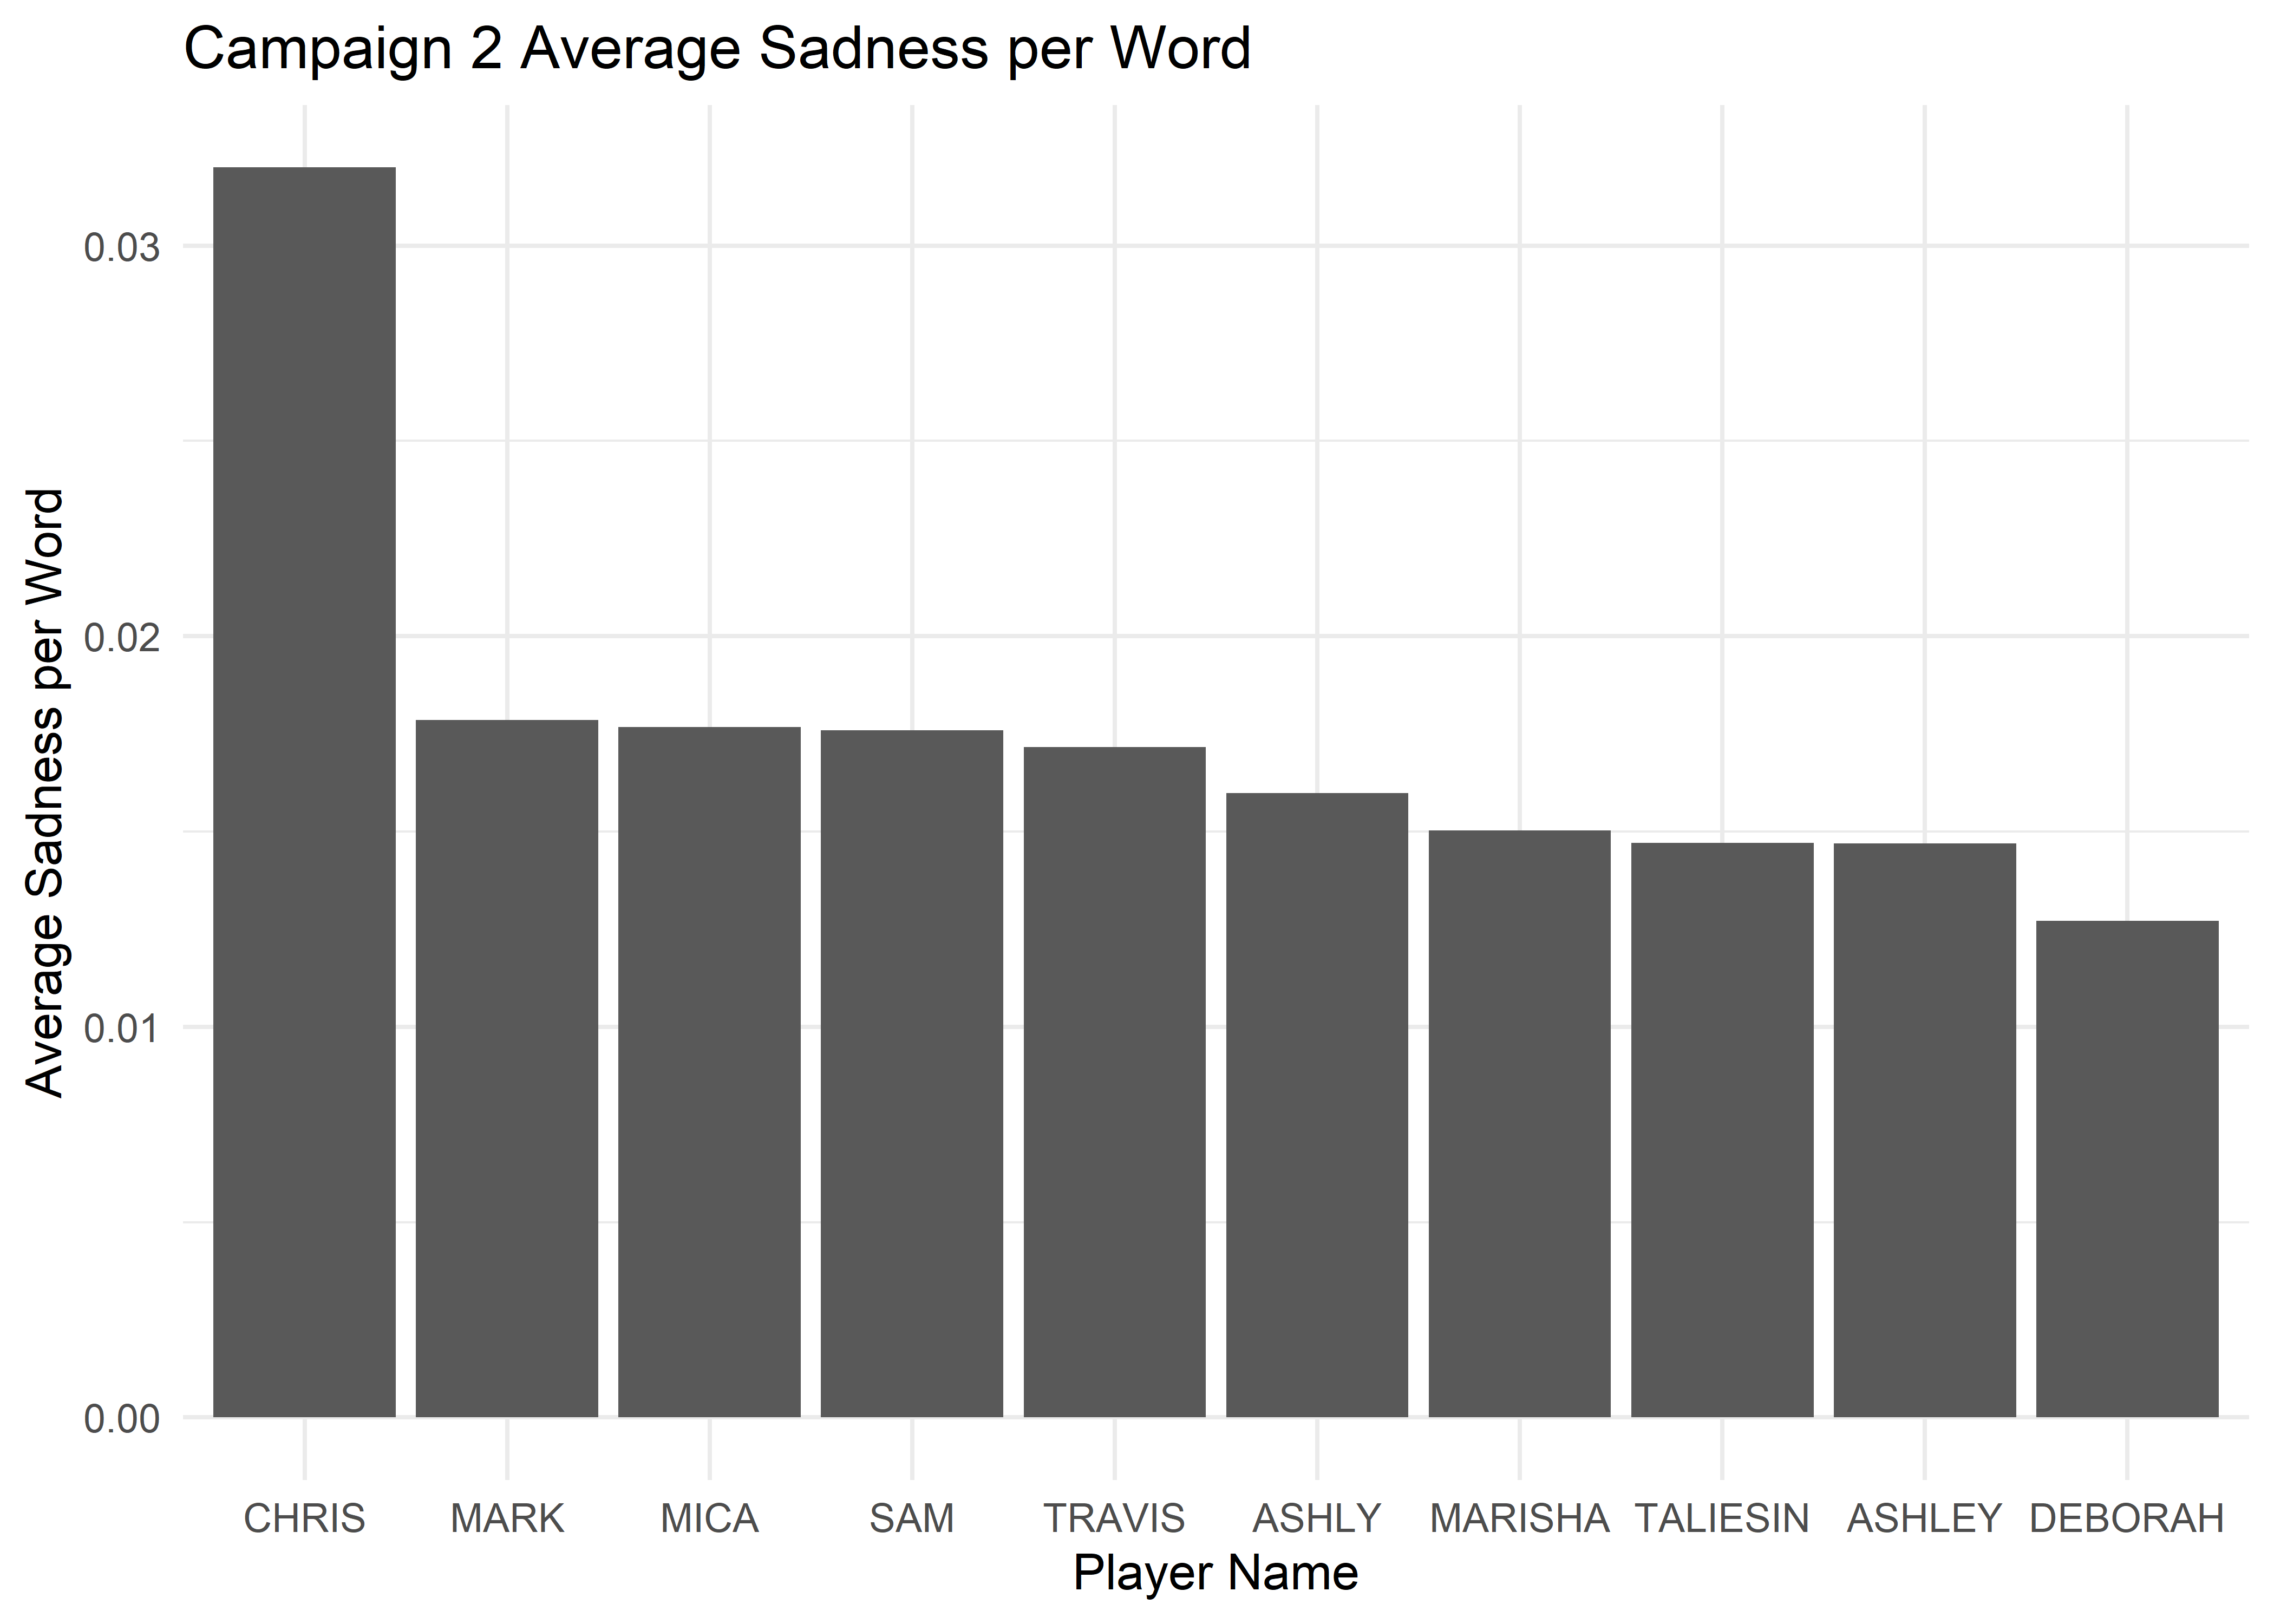 Campaign 2 Average Sadness per Word
Average Sadness per Word
0.03
0.02
0.01
0.00
CHRIS MARK MICA SAM TRAVIS ASHLY MARISHA TALIESIN ASHLEY DEBORAH
Player Name